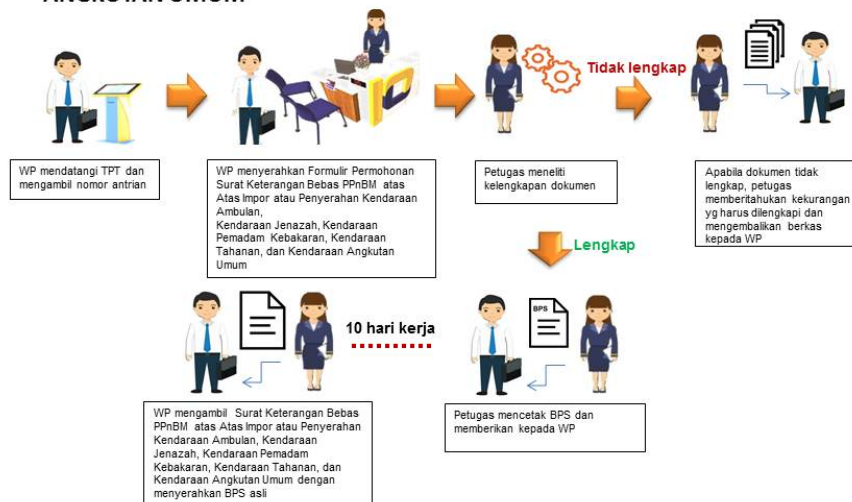 ANGKUTAN UMUM
WP mendatangi TPT dan
mengambil nomor antrian
WP menyerahkan Formulir Permohonan
Surat Keterangan Bebas PPnBM atas
Atas Impor atau Penyerahan Kendaraan
Ambulan,
Kendaraan Jenazah, Kendaraan
Pemadam Kebakaran, Kendaraan
Tahanan, dan Kendaraan Angkutan
Umum
Petugas meneliti
kelengkapan dokumen
Tidak lengkap
Apabila dokumen tidak
lengkap, petugas
memberitahukan kekurangan
yg harus dilengkapi dan
mengembalikan berkas
kepada WP
Lengkap
BPS
Petugas mencetak BPS dan
memberikan kepada WP
10 hari kerja
WP mengambil Surat Keterangan Bebas
PPnBM atas Atas Impor atau Penyerahan
Kendaraan Ambulan, Kendaraan
Jenazah, Kendaraan Pemadam
Kebakaran, Kendaraan Tahanan, dan
Kendaraan Angkutan Umum dengan
menyerahkan BPS asli